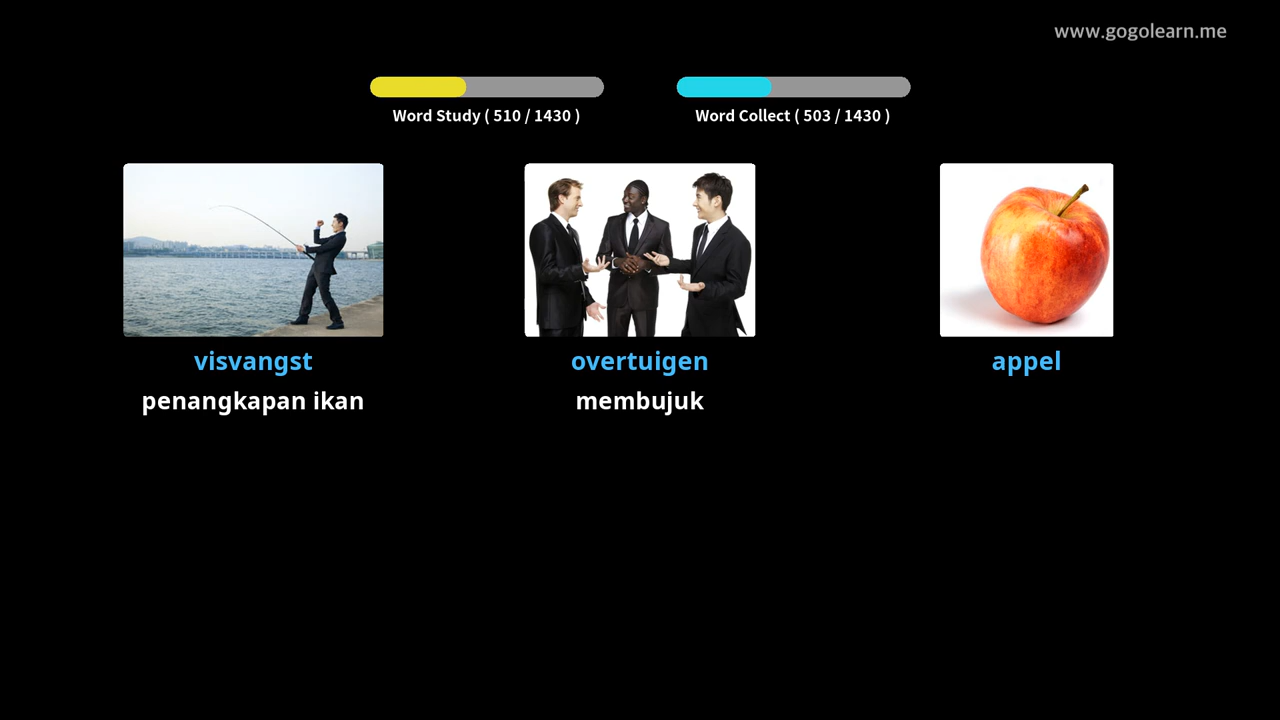 www.gogolearn.me
Word Study ( 510 / 1430 )
Word Collect ( 503 / 1430 )
visvangst
penangkapan ikan
overtuigen
membujuk
appel